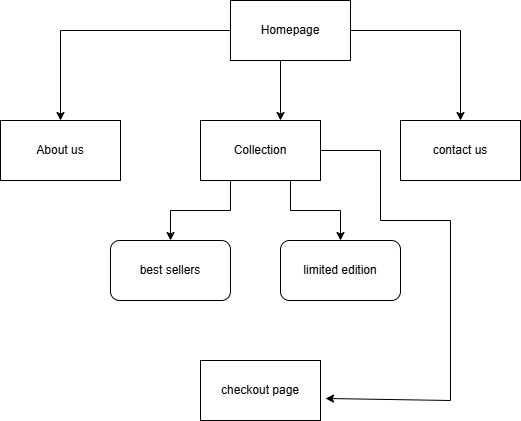 Homepage
About us
Collection
contact us
best sellers
limited edition
checkout page